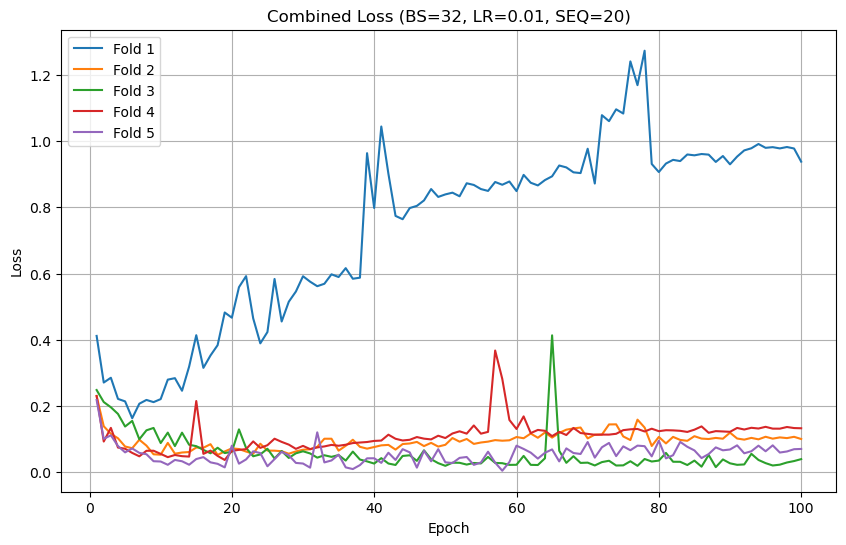 Combined Loss (BS=32, LR=0.01, SEQ=20)
Fold 1
Fold 2
Fold 3
Fold 4
Fold 5
1.2
1.0
0.8
0.6
0.4
0.2
0.0
Loss
0 20 40 60 80 100
Epoch